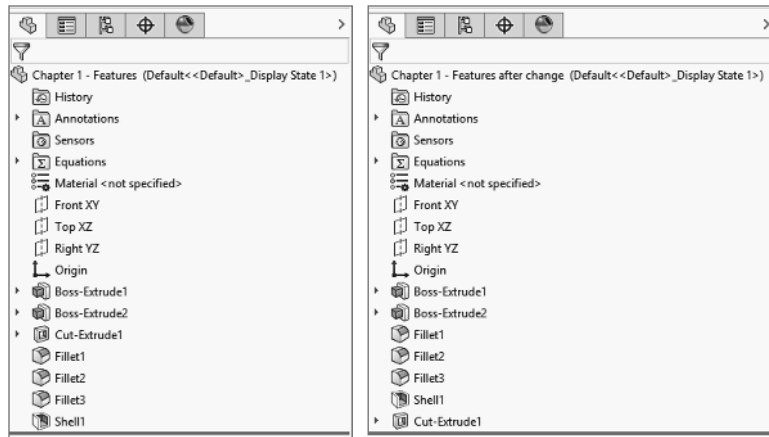 Chapter 1 - Features (Default<<Default>_Display State 1>)
History
Annotations
Sensors
Equations
Material <not specified>
Front XY
Top XZ
Right YZ
Origin
Boss-Extrude1
Boss-Extrude2
Cut-Extrude1
Fillet1
Fillet2
Fillet3
Shell1
Chapter 1 - Features after change (Default<<Default>_Display State 1>)
History
Annotations
Sensors
Equations
Material <not specified>
Front XY
Top XZ
Right YZ
Origin
Boss-Extrude1
Boss-Extrude2
Fillet1
Fillet2
Fillet3
Shell1
Cut-Extrude1